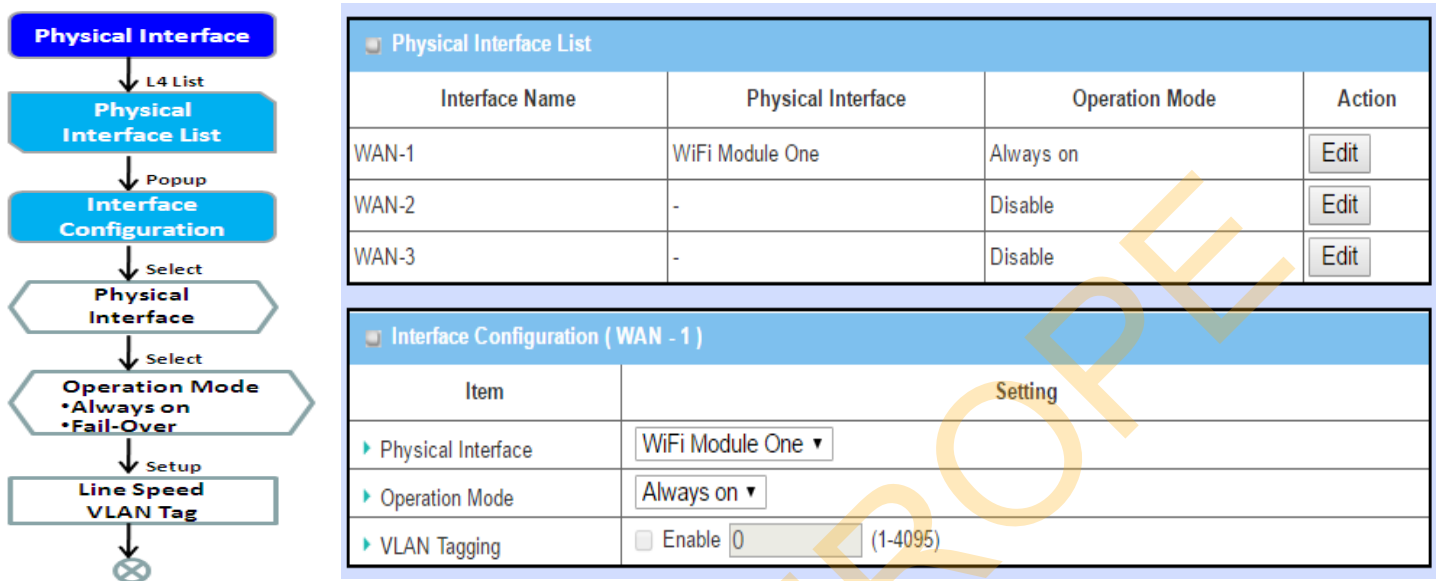 Physical Interface
L4 List
Physical
Interface List
Popup
Interface
Configuration
Select
Physical
Interface
Select
Operation Mode
•Always on
•Fail-Over
Setup
Line Speed
VLAN Tag
Physical Interface List
Interface Name Physical Interface Operation Mode Action
WAN-1 WiFi Module One Always on Edit
WAN-2 - Disable Edit
WAN-3 - Disable Edit
Interface Configuration ( WAN - 1 )
Item Setting
Physical Interface WiFi Module One
Operation Mode Always on
VLAN Tagging Enable 0 (1-4095)
ROPE